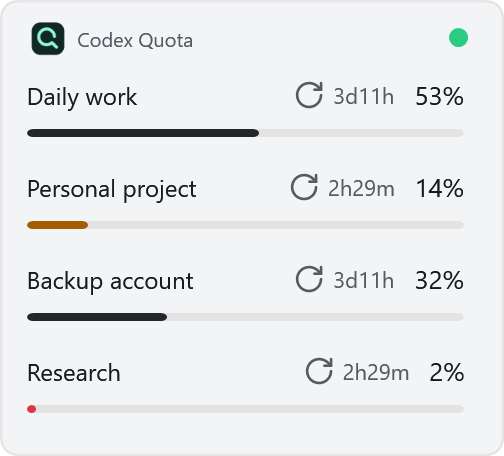 Codex Quota
Daily work 3d11h 53%
Personal project 2h29m 14%
Backup account 3d11h 32%
Research 2h29m 2%